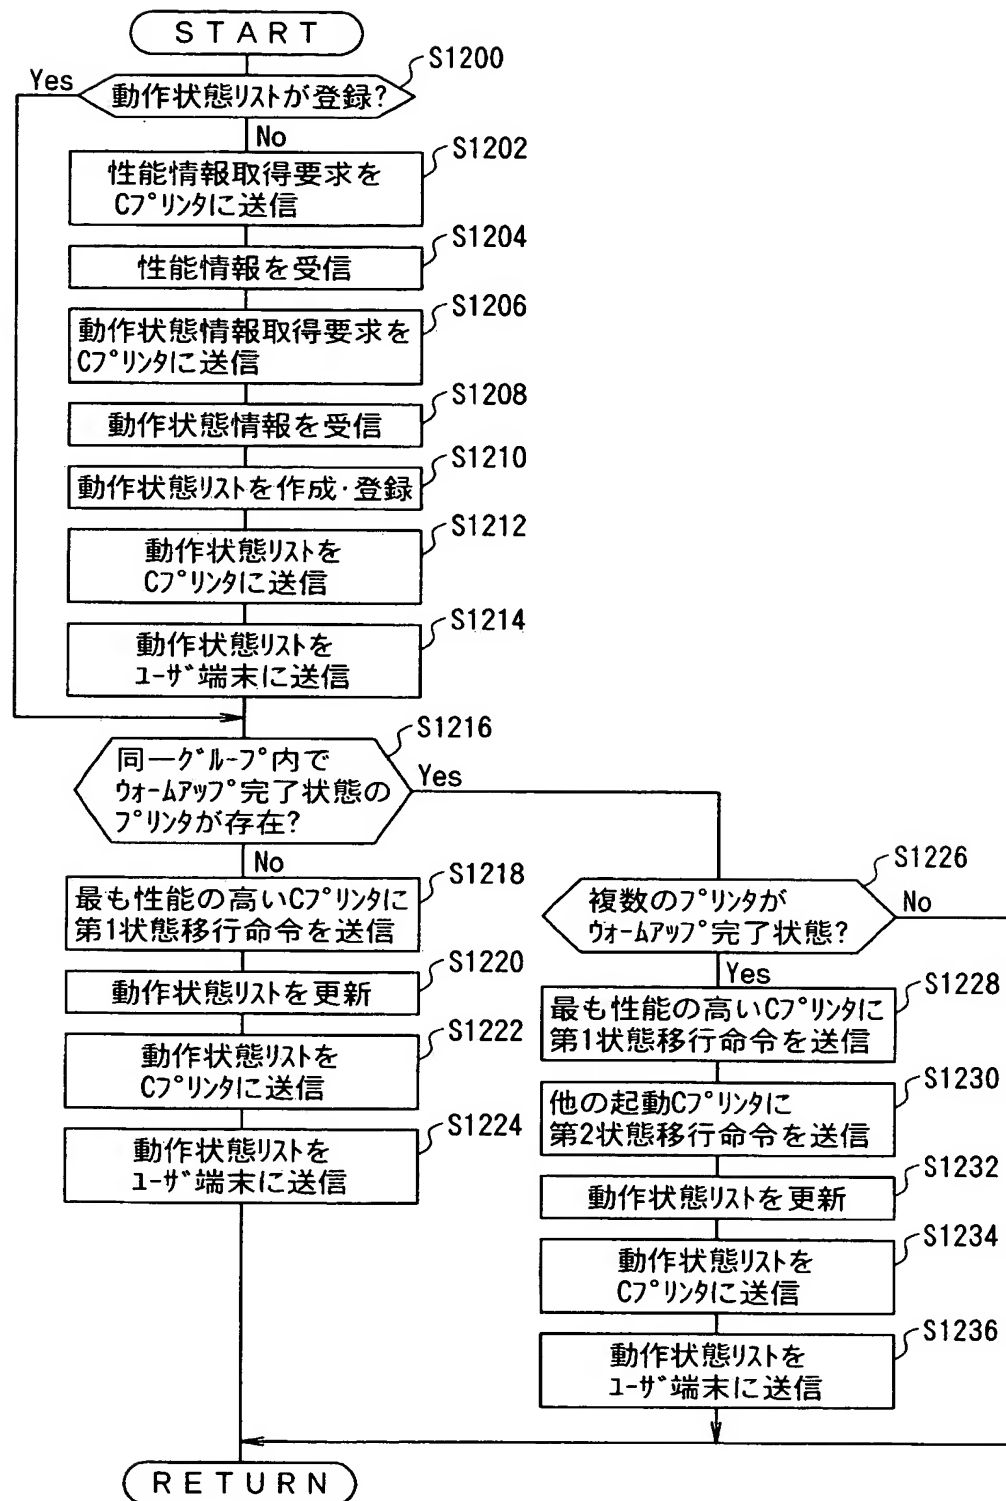 START
S1200
Yes
動作状態ﾘｽﾄが登録?
No
S1202
性能情報取得要求を
Cﾌﾟﾘﾝﾀに送信
S1204
性能情報を受信
S1206
動作状態情報取得要求を
Cﾌﾟﾘﾝﾀに送信
S1208
動作状態情報を受信
S1210
動作状態リストを作成･登録
S1212
動作状態ﾘｽﾄを
Cﾌﾟﾘﾝﾀに送信
S1214
動作状態ﾘｽﾄを
ﾕｰｻﾞ端末に送信
S1216
同一ｸﾞﾙｰﾌﾟ内で
ｳｫｰﾑｱｯﾌﾟ完了状態の
ﾌﾟﾘﾝﾀが存在?
Yes
No
S1218
最も性能の高いCﾌﾟﾘﾝﾀに
第1状態移行命令を送信
S1220
動作状態ﾘｽﾄを更新
S1222
動作状態ﾘｽﾄを
Cﾌﾟﾘﾝﾀに送信
S1224
動作状態ﾘｽﾄを
ﾕｰｻﾞ端末に送信
S1226
複数のﾌﾟﾘﾝﾀが
ｳｫｰﾑｱｯﾌﾟ完了状態?
No
Yes
S1228
最も性能の高いCﾌﾟﾘﾝﾀに
第1状態移行命令を送信
S1230
他の起動Cﾌﾟﾘﾝﾀに
第2状態移行命令を送信
S1232
動作状態ﾘｽﾄを更新
S1234
動作状態ﾘｽﾄを
Cﾌﾟﾘﾝﾀに送信
S1236
動作状態ﾘｽﾄを
ﾕｰｻﾞ端末に送信
RETURN